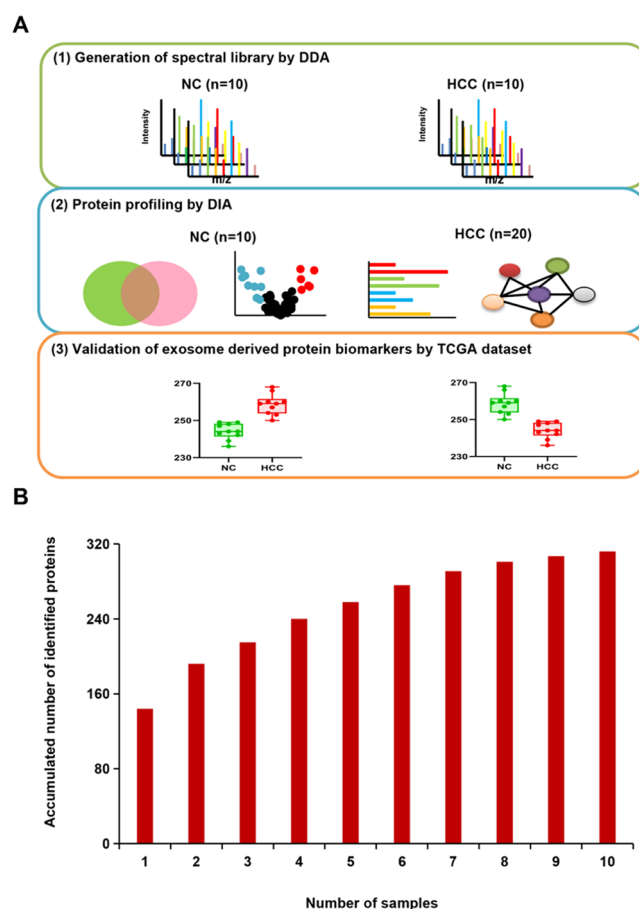 A
(1) Generation of spectral library by DDA
NC (n=10)
HCC (n=10)
Intensity
m/z
Intensity
m/z
(2) Protein profiling by DIA
NC (n=10)
HCC (n=20)
(3) Validation of exosome derived protein biomarkers by TCGA dataset
270
250
230
NC HCC
270
250
230
NC HCC
B
Accumulated number of identified proteins
320
240
160
80
0
1 2 3 4 5 6 7 8 9 10
Number of samples